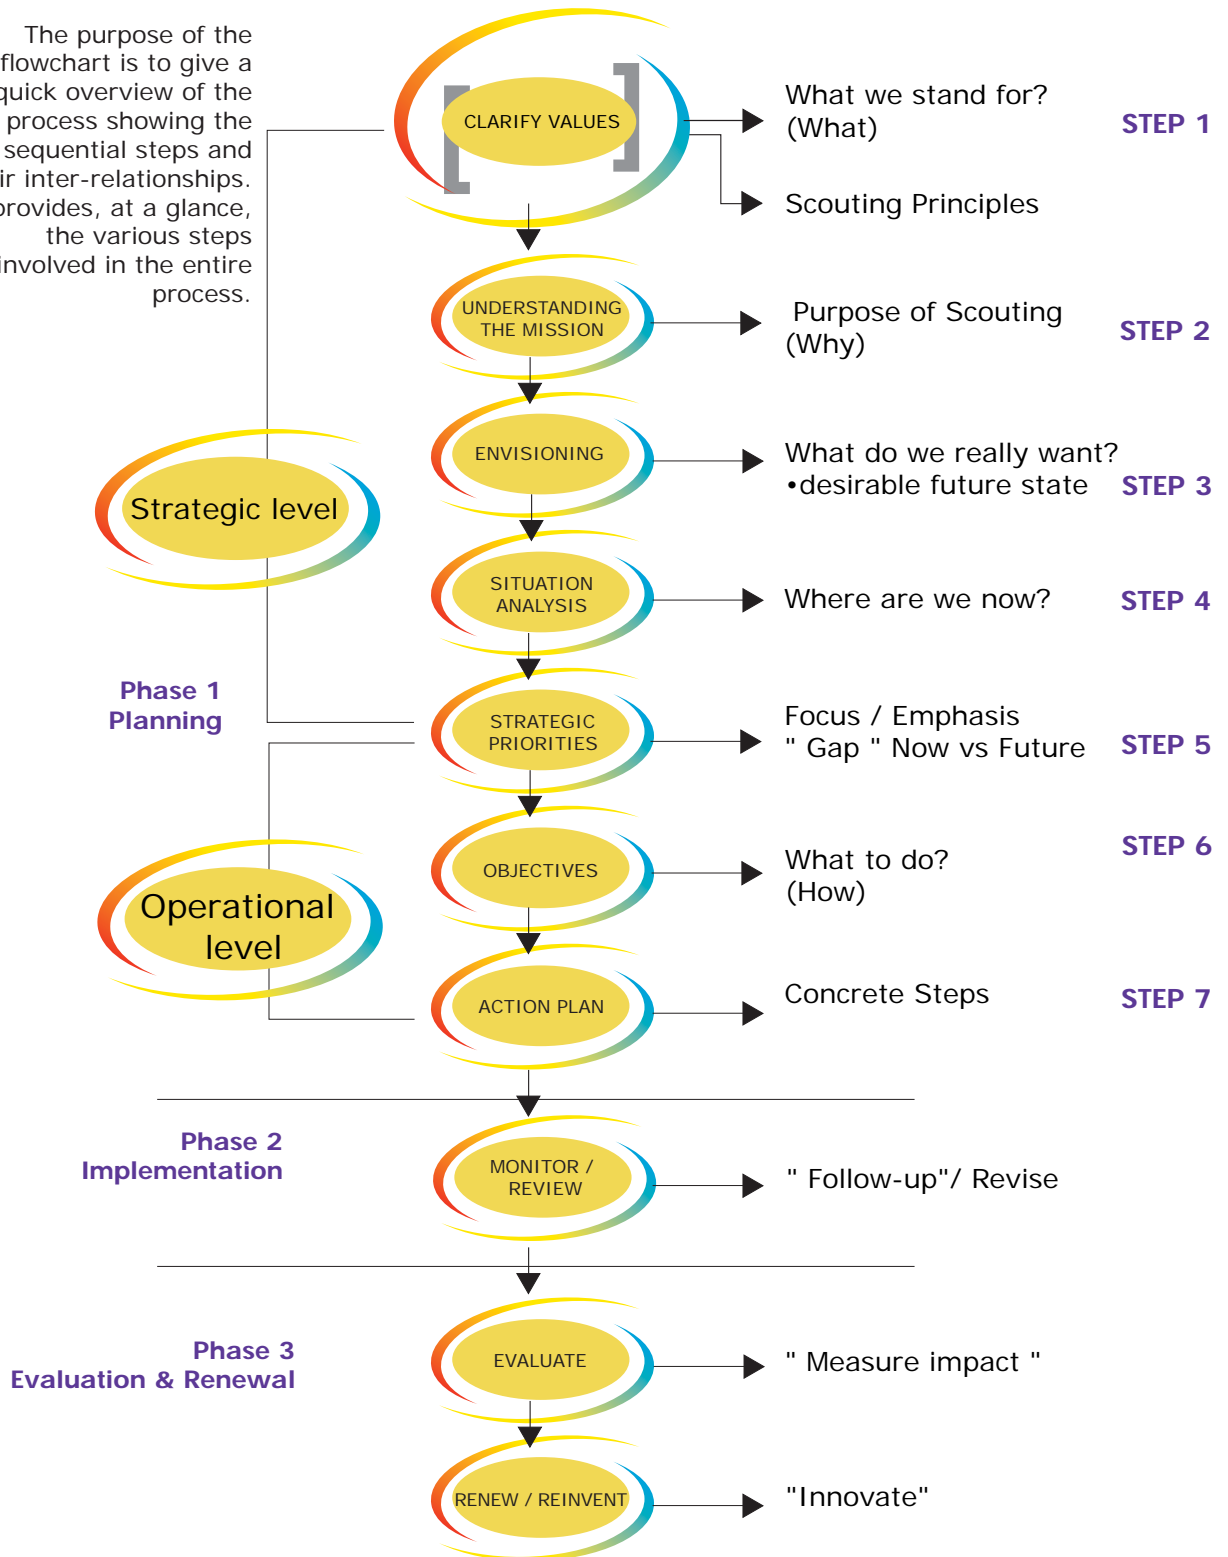 The purpose of the
flowchart is to give a
quick overview of the
process showing the
sequential steps and
inter-relationships.
provides, at a glance,
the various steps
involved in the entire
process.
CLARIFY VALUES
What we stand for?
(What)
STEP 1
Scouting Principles
UNDERSTANDING
THE MISSION
Purpose of Scouting
(Why)
STEP 2
ENVISIONING
What do we really want?
•desirable future state
STEP 3
Strategic level
SITUATION
ANALYSIS
Where are we now?
STEP 4
Phase 1
Planning
STRATEGIC
PRIORITIES
Focus / Emphasis
" Gap " Now vs Future
STEP 5
OBJECTIVES
What to do?
(How)
STEP 6
Operational
level
ACTION PLAN
Concrete Steps
STEP 7
Phase 2
Implementation
MONITOR /
REVIEW
" Follow-up"/ Revise
Phase 3
Evaluation & Renewal
EVALUATE
" Measure impact "
RENEW / REINVENT
"Innovate"